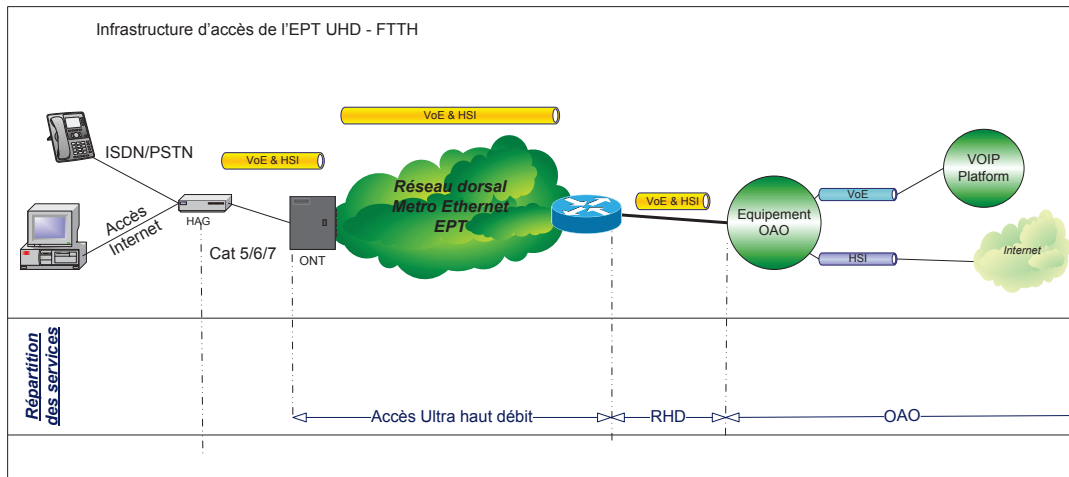 Infrastructure d'accès de l'EPT UHD - FTTH
VoE & HSI
ISDN/PSTN
VoE & HSI
Réseau dorsal
Metro Ethernet
EPT
VoE & HSI
Equipement
OAO
VoE
VOIP
Platform
HSI
Internet
Accès
Internet
HAG
Cat 5/6/7
ONT
Répartition
des services
Accès Ultra haut débit
RHD
OAO